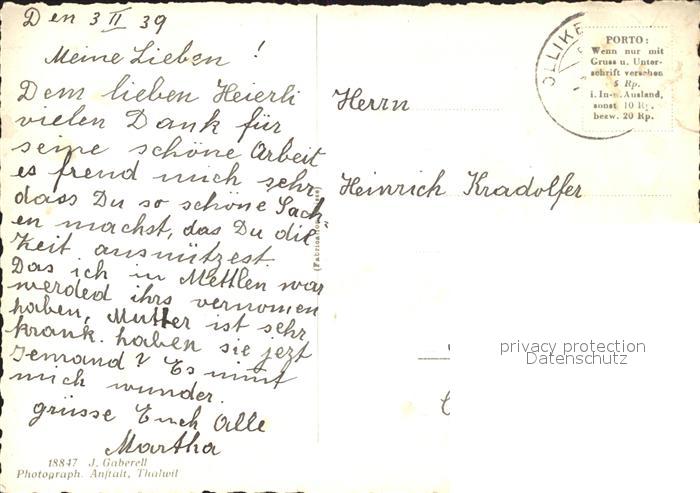 Den 3 II 39
Meine Lieben !
Dem lieben Heierli
vielen Dank für
seine schöne Arbeit
es freud mich sehr
dass Du so schöne Sach-
en machst, das Du die
Zeit ausnützest.
Das ich in Mettlen war
werded ihrs vernomen
haben, Mutter ist sehr
krank. haben sie jezt
Jemand? Es nimt
mich wunder.
grüsse Euch Alle
Martha
18847 J. Gaberell
Photograph. Anstalt, Thalwil
Herrn
Heinrich Kradolfer
OLLIKE
PORTO:
Wenn nur mit
Gruss u. Unter-
schrift versehen
5 Rp.
i. In- u. Ausland,
sonst 10 Rp.
bezw. 20 Rp.
privacy protection
Datenschutz